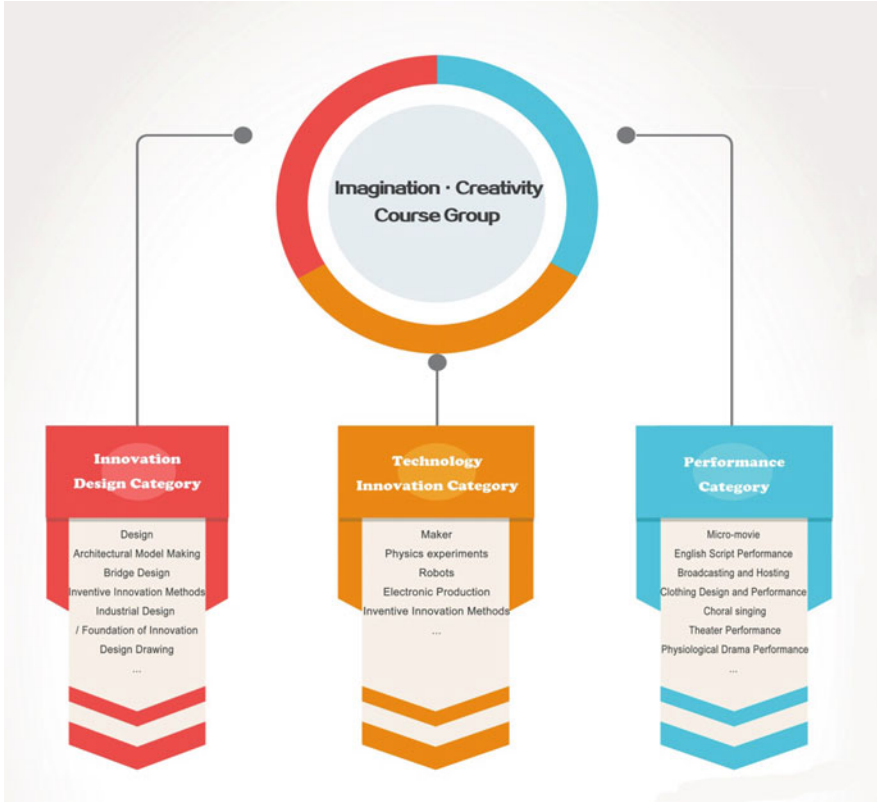 Imagination · Creativity
Course Group
Innovation
Design Category
Design
Architectural Model Making
Bridge Design
Inventive Innovation Methods
Industrial Design
/ Foundation of Innovation
Design Drawing
...
Technology
Innovation Category
Maker
Physics experiments
Robots
Electronic Production
Inventive Innovation Methods
...
Performance
Category
Micro-movie
English Script Performance
Broadcasting and Hosting
Clothing Design and Performance
Choral singing
Theater Performance
Physiological Drama Performance
...